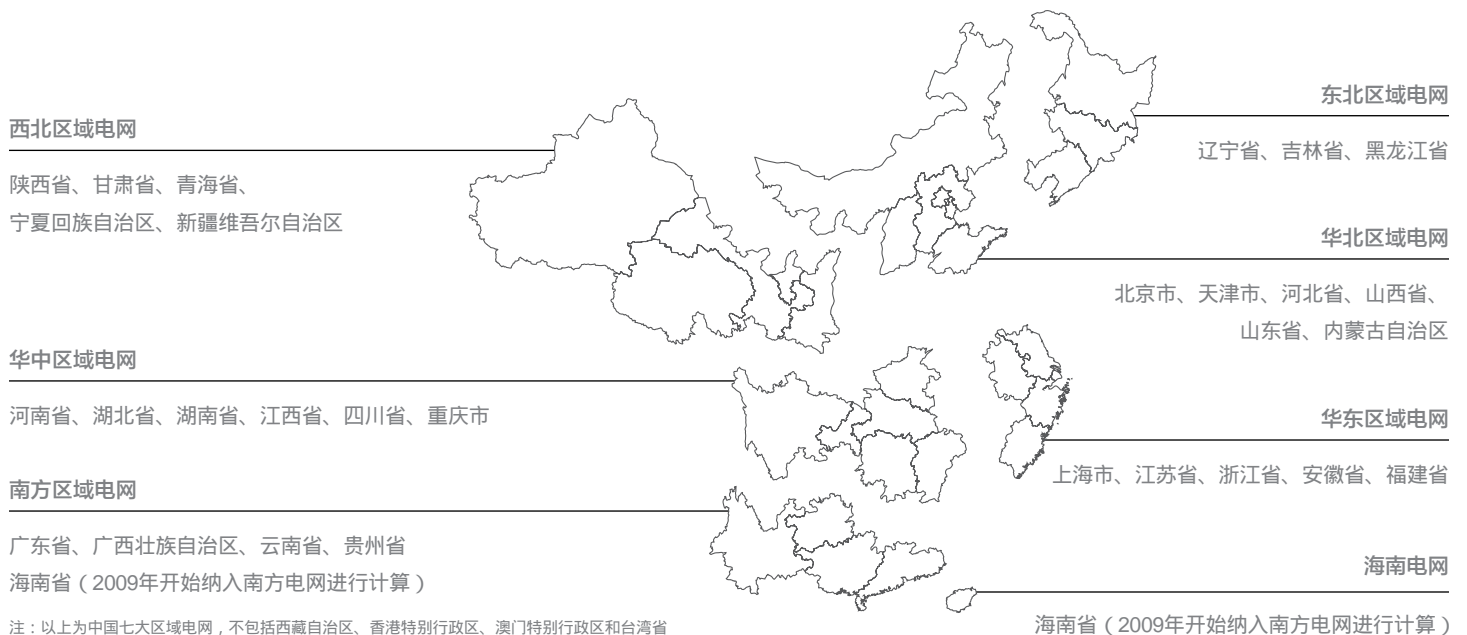 西北区域电网
陕西省、甘肃省、青海省、
宁夏回族自治区、新疆维吾尔自治区
华中区域电网
河南省、湖北省、湖南省、江西省、四川省、重庆市
南方区域电网
广东省、广西壮族自治区、云南省、贵州省
海南省（2009年开始纳入南方电网进行计算）
注：以上为中国七大区域电网，不包括西藏自治区、香港特别行政区、澳门特别行政区和台湾省
东北区域电网
辽宁省、吉林省、黑龙江省
华北区域电网
北京市、天津市、河北省、山西省、
山东省、内蒙古自治区
华东区域电网
上海市、江苏省、浙江省、安徽省、福建省
海南电网
海南省（2009年开始纳入南方电网进行计算）